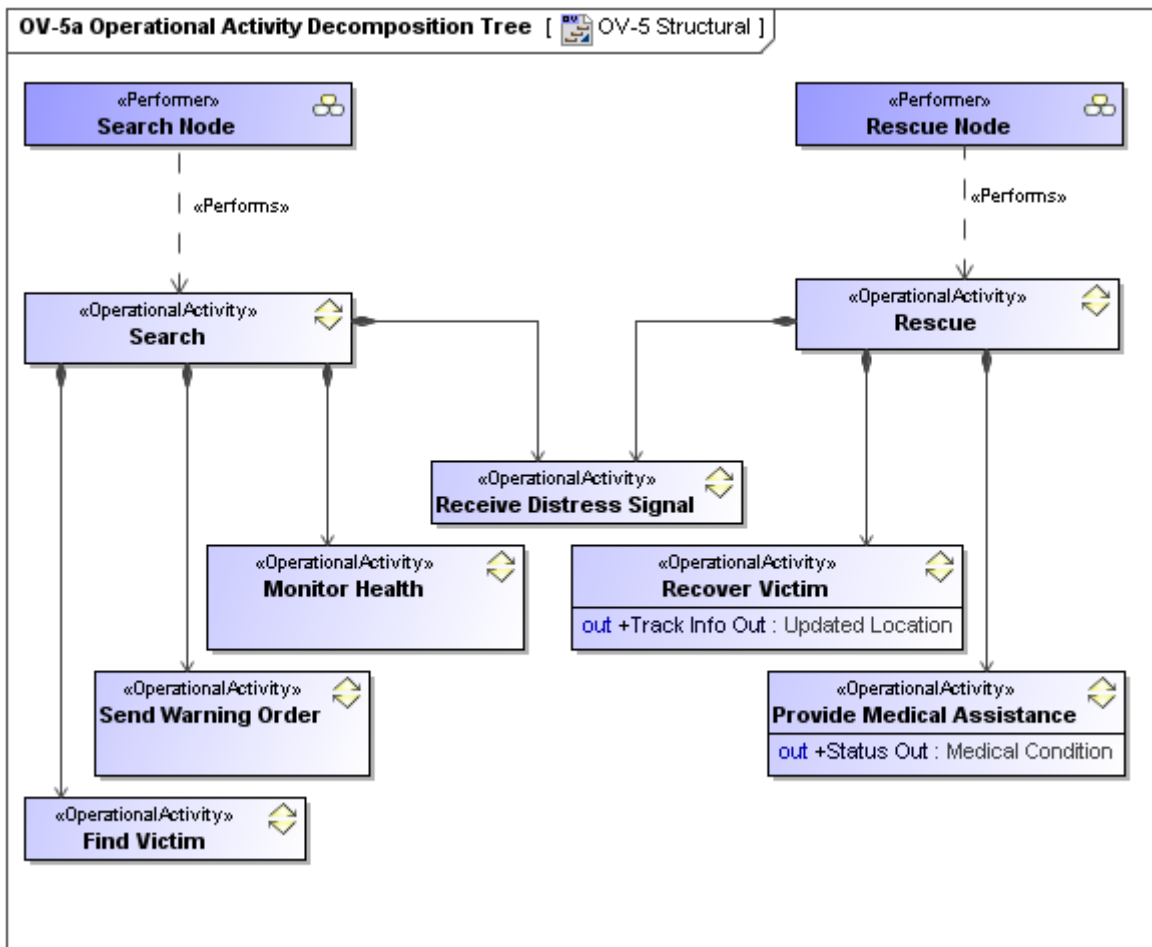 OV-5a Operational Activity Decomposition Tree [ OV-5 Structural ]
«Performer»
Search Node
«Performer»
Rescue Node
«Performs»
«Performs»
«OperationalActivity»
Search
«OperationalActivity»
Rescue
«OperationalActivity»
Receive Distress Signal
«OperationalActivity»
Monitor Health
«OperationalActivity»
Recover Victim
out +Track Info Out : Updated Location
«OperationalActivity»
Send Warning Order
«OperationalActivity»
Provide Medical Assistance
out +Status Out : Medical Condition
«OperationalActivity»
Find Victim